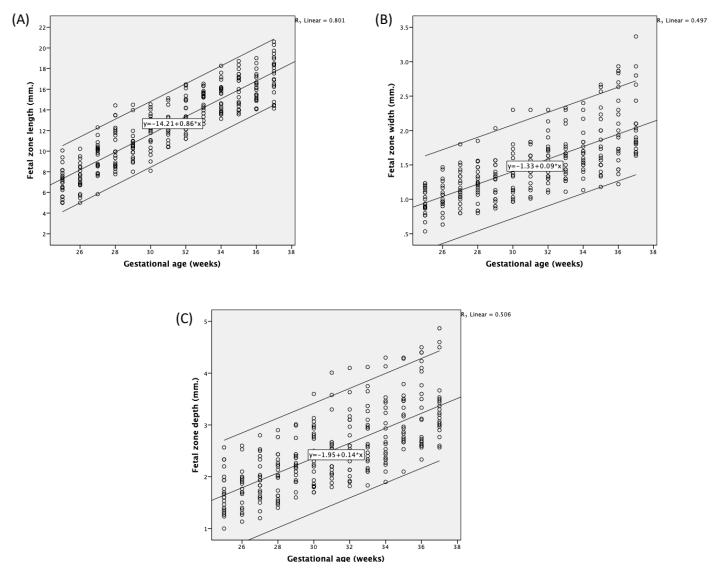 (A)
R, Linear = 0.801
22
20
18
16
14
12
10
8
6
4
2
y=-14.21+0.86*x
Fetal zone length (mm.)
26 28 30 32 34 36 38
Gestational age (weeks)
(B)
R, Linear = 0.497
3.5
3.0
2.5
2.0
1.5
1.0
.5
y=-1.33+0.09*x
Fetal zone width (mm.)
26 28 30 32 34 36 38
Gestational age (weeks)
(C)
R, Linear = 0.506
5
4
3
2
1
y=-1.95+0.14*x
Fetal zone depth (mm.)
26 28 30 32 34 36 38
Gestational age (weeks)